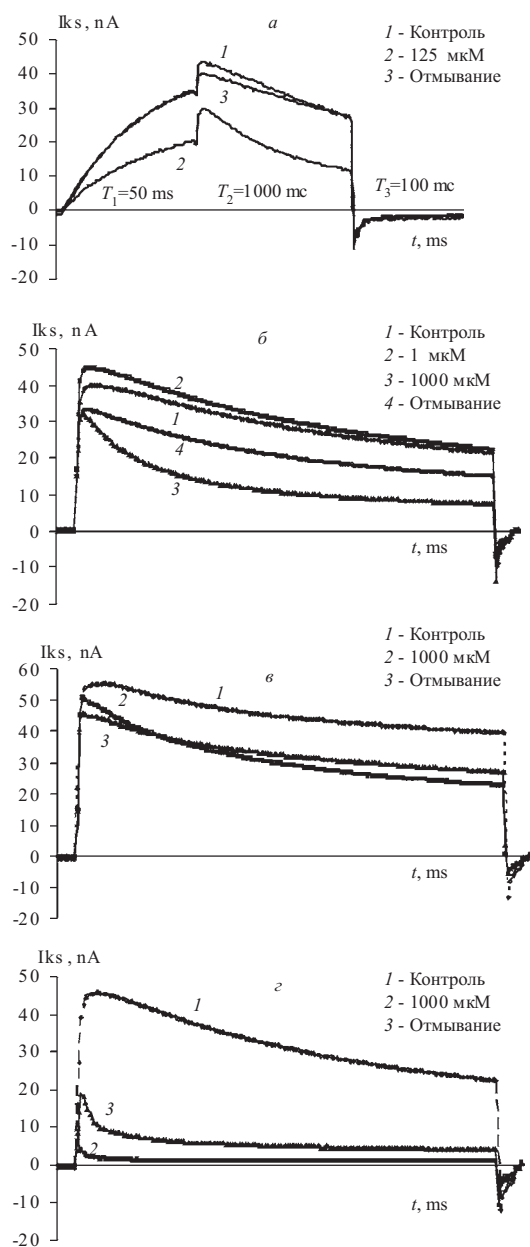 Iks, nA
а
1 - Контроль
2 - 125 мкМ
3 - Отмывание
50
40
30
20
10
0
-10
-20
1
3
2
T1=50 ms
T2=1000 mc
T3=100 mc
t, ms
Iks, nA
б
1 - Контроль
2 - 1 мкМ
3 - 1000 мкМ
4 - Отмывание
50
40
30
20
10
0
-10
-20
2
1
4
3
t, ms
Iks, nA
в
1 - Контроль
2 - 1000 мкМ
3 - Отмывание
60
50
40
30
20
10
0
-10
-20
2
1
3
t, ms
Iks, nA
г
1 - Контроль
2 - 1000 мкМ
3 - Отмывание
50
40
30
20
10
0
-10
-20
1
3
2
t, ms